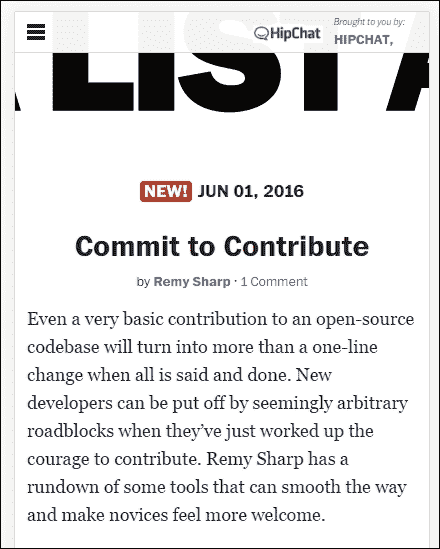 HipChat
Brought to you by:
HIPCHAT,
A LIST A
NEW! JUN 01, 2016
Commit to Contribute
by Remy Sharp · 1 Comment
Even a very basic contribution to an open-source
codebase will turn into more than a one-line
change when all is said and done. New
developers can be put off by seemingly arbitrary
roadblocks when they’ve just worked up the
courage to contribute. Remy Sharp has a
rundown of some tools that can smooth the way
and make novices feel more welcome.